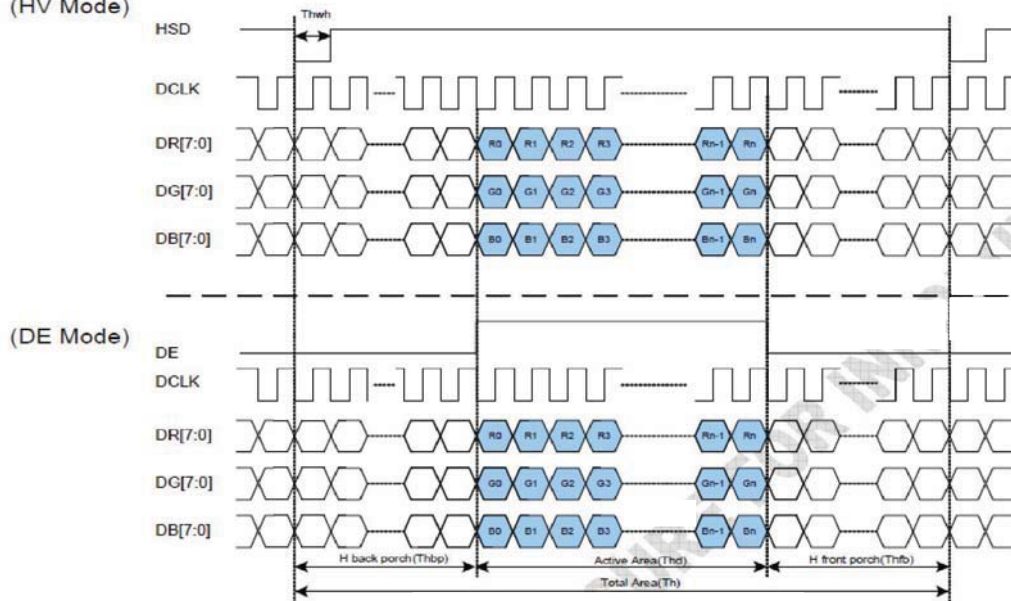 (HV Mode)
Thwh
HSD
DCLK
DR[7:0]
R0 R1 R2 R3 Rn-1 Rn
DG[7:0]
G0 G1 G2 G3 Gn-1 Gn
DB[7:0]
B0 B1 B2 B3 Bn-1 Bn
(DE Mode)
DE
DCLK
DR[7:0]
R0 R1 R2 R3 Rn-1 Rn
DG[7:0]
G0 G1 G2 G3 Gn-1 Gn
DB[7:0]
B0 B1 B2 B3 Bn-1 Bn
H back porch(Thbp) Active Area(Thd) H front porch(Thfb)
Total Area(Th)
FOR